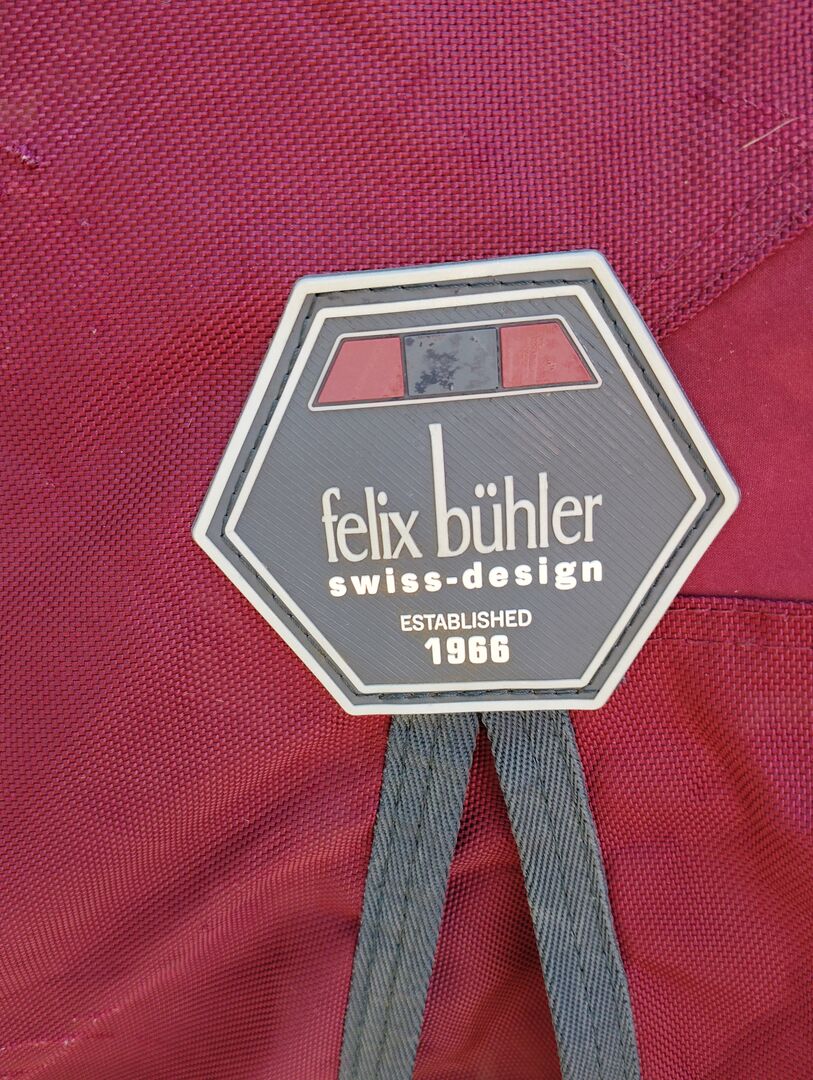 felix bühler
swiss-design
ESTABLISHED
1966